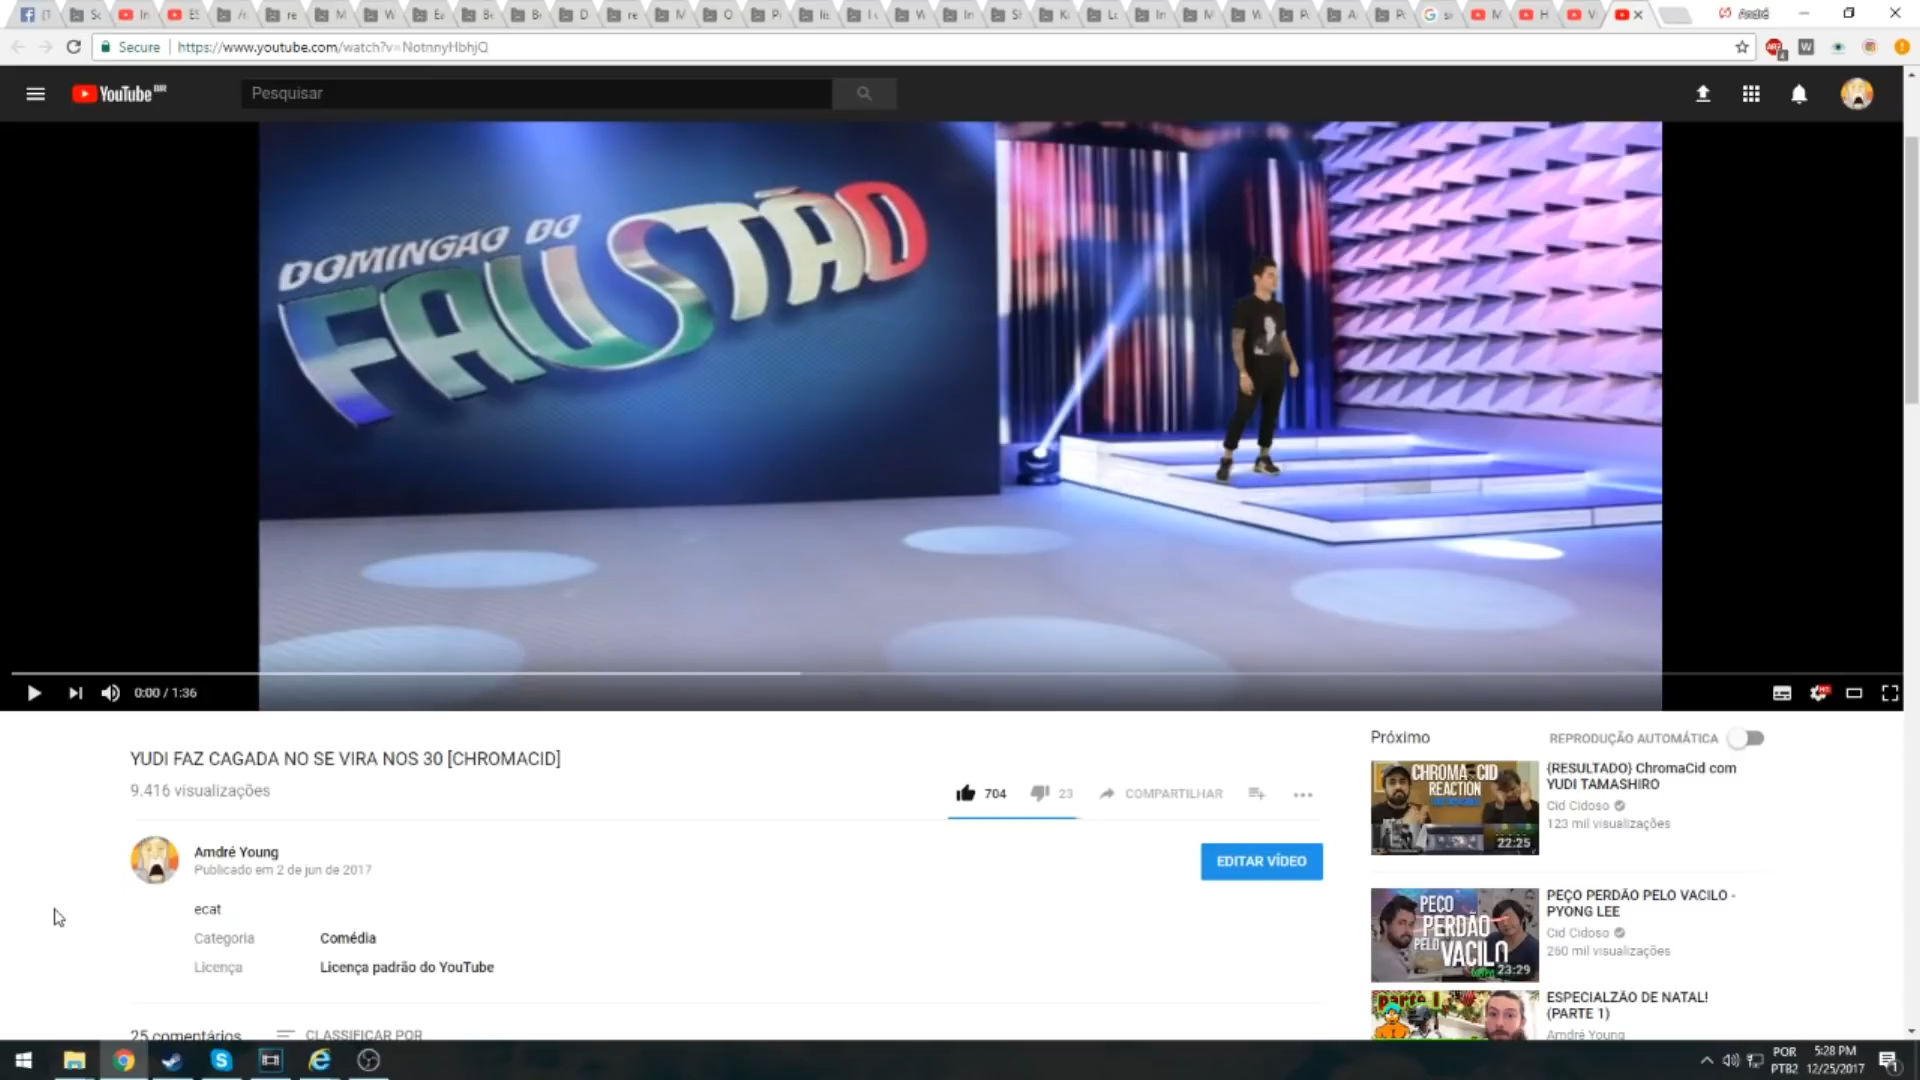 André
Secure
https://www.youtube.com/watch?v=NotnnyHbhjQ
YouTube BR
Pesquisar
DOMINGÃO DO
FAUSTÃO
0:00 / 1:36
YUDI FAZ CAGADA NO SE VIRA NOS 30 [CHROMACID]
9.416 visualizações
704
23
COMPARTILHAR
Amdré Young
Publicado em 2 de jun de 2017
EDITAR VÍDEO
ecat
Categoria
Comédia
Licença
Licença padrão do YouTube
25 comentários
CLASSIFICAR POR
Próximo
REPRODUÇÃO AUTOMÁTICA
CHROMA CID
REACTION
22:25
{RESULTADO} ChromaCid com
YUDI TAMASHIRO
Cid Cidoso
123 mil visualizações
PEÇO
PERDÃO
PELO VACILO
23:29
PEÇO PERDÃO PELO VACILO -
PYONG LEE
Cid Cidoso
260 mil visualizações
parte 1
ESPECIALZÃO DE NATAL!
(PARTE 1)
Amdré Young
POR
PTB2
5:28 PM
12/25/2017